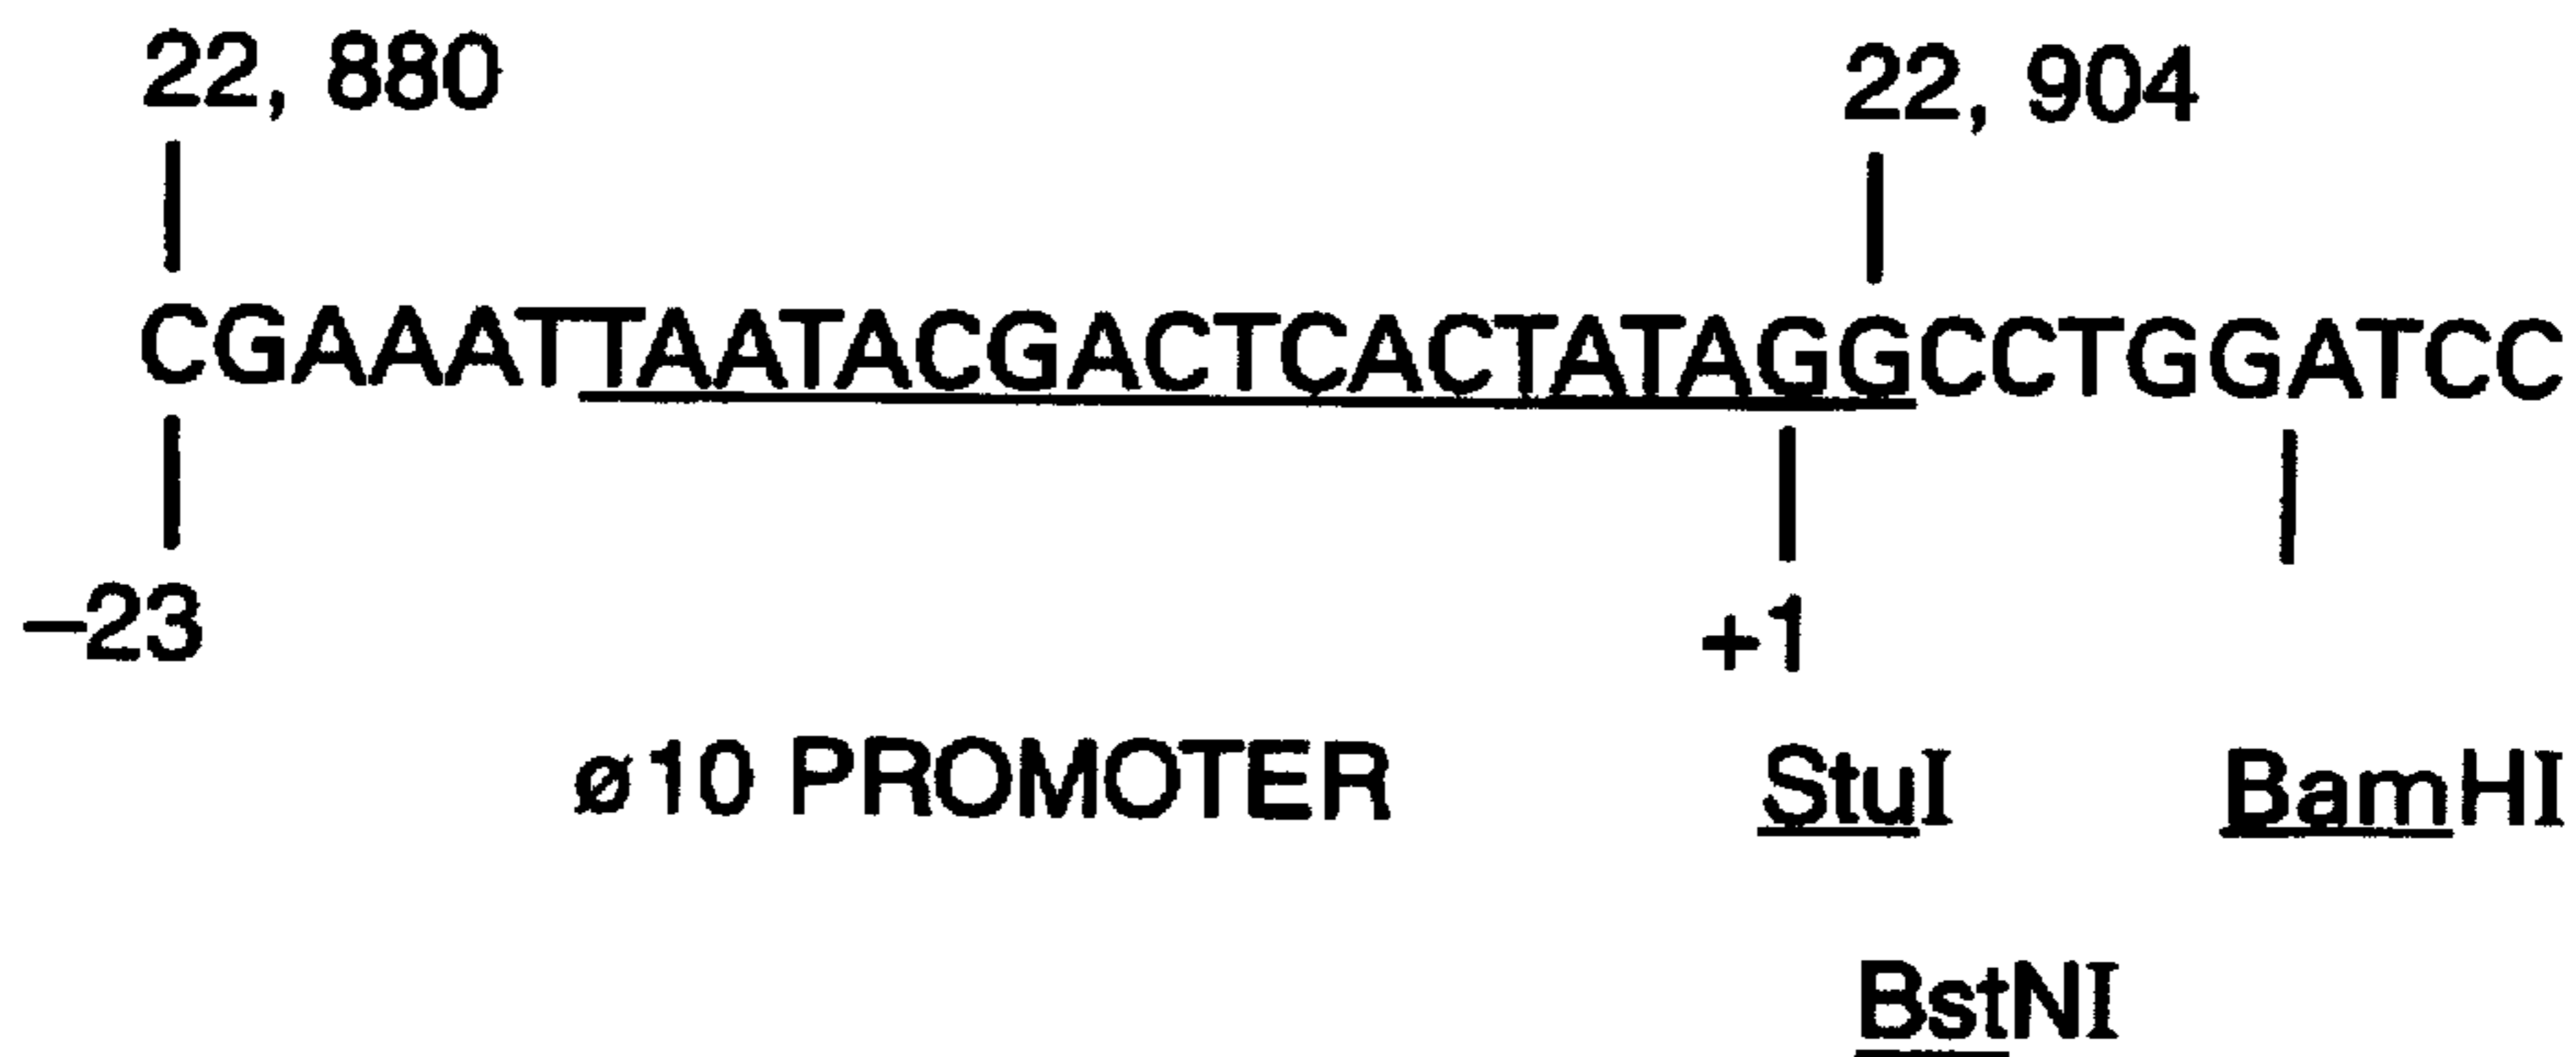 22, 880 22, 904
CGAAATTAATACGACTCACTATAGGCCTGGATCC
–23 +1
ø10 PROMOTER StuI BamHI
BstNI